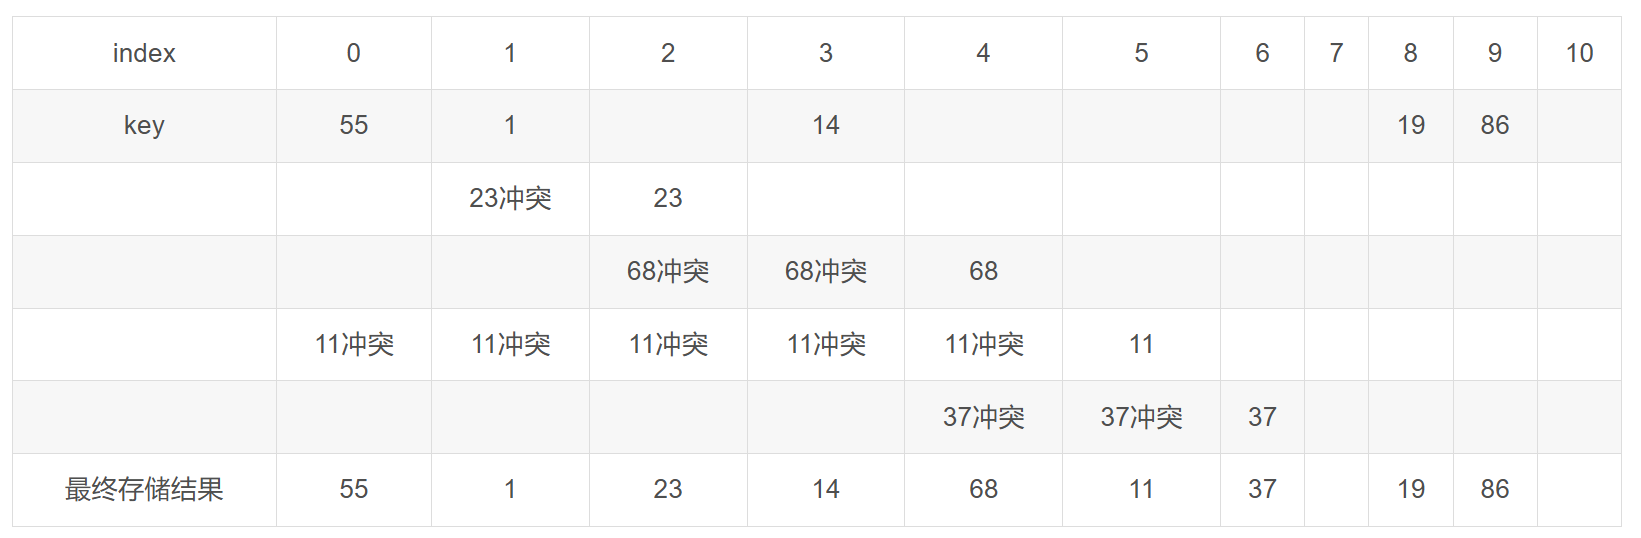 index 0 1 2 3 4 5 6 7 8 9 10
key 55 1 14 19 86
23冲突 23
68冲突 68冲突 68
11冲突 11冲突 11冲突 11冲突 11冲突 11
37冲突 37冲突 37
最终存储结果 55 1 23 14 68 11 37 19 86